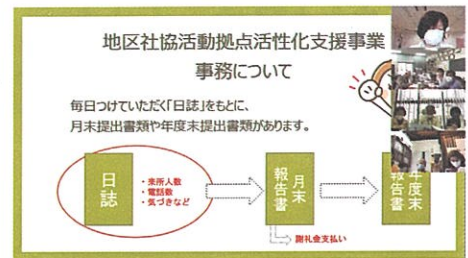 地区社協活動拠点活性化支援事業
事務について
毎日つけていただく「日誌」をもとに、
月末提出書類や年度末提出書類があります。
日誌
・来所人数
・電話数
・気づきなど
月末
報告書
年度末
報告書
謝礼金支払い